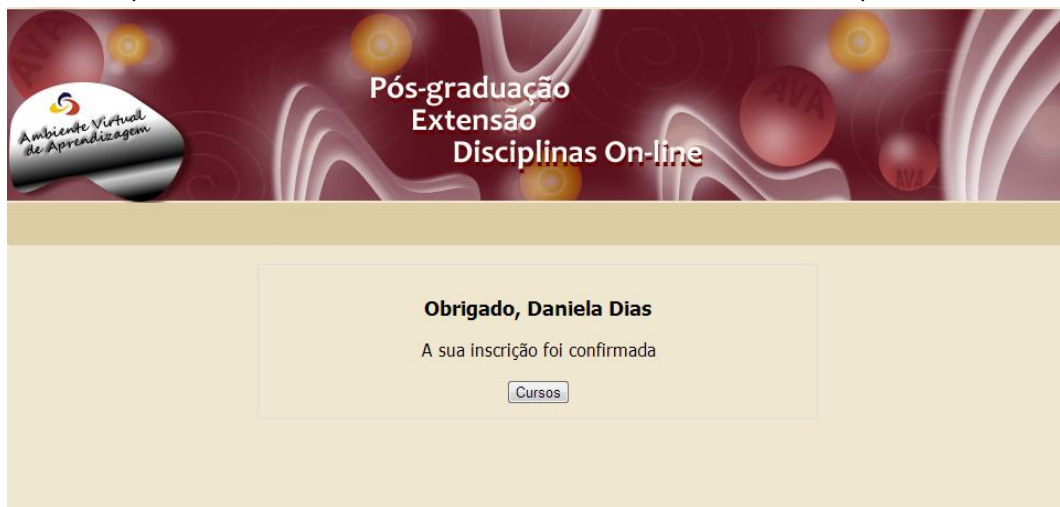 AVA
Ambiente Virtual
de Aprendizagem
Pós-graduação
Extensão
Disciplinas On-line
AVA
AVA
Obrigado, Daniela Dias
A sua inscrição foi confirmada
Cursos